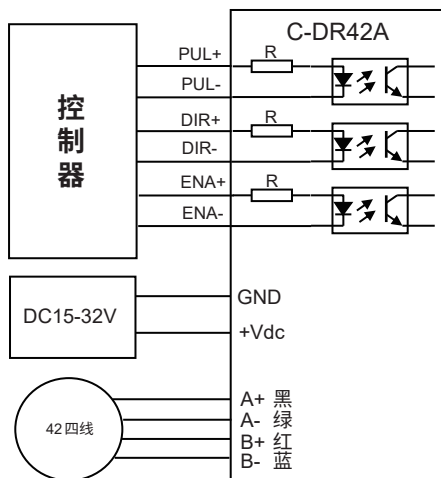 C-DR42A
控制器
PUL+
R
PUL-
DIR+
R
DIR-
ENA+
R
ENA-
DC15-32V
GND
+Vdc
42四线
A+ 黑
A- 绿
B+ 红
B- 蓝